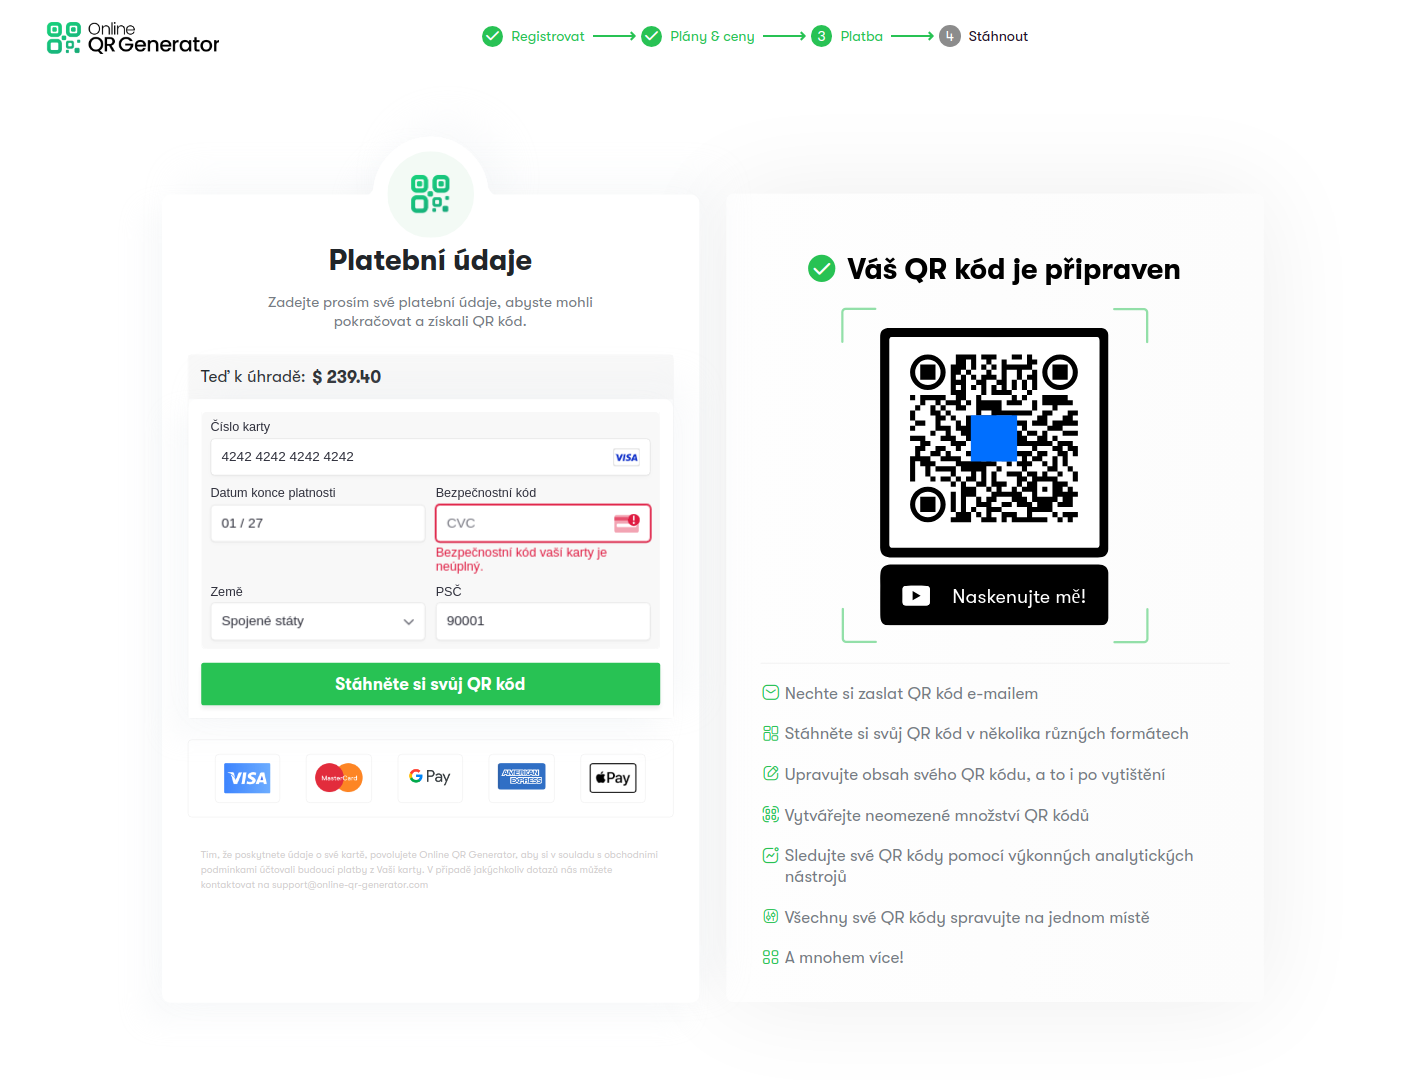 Online
QR Generator
Registrovat
Plány & ceny
3 Platba
4 Stáhnout
Platební údaje
Zadejte prosím své platební údaje, abyste mohli
pokračovat a získali QR kód.
Teď k úhradě: $ 239.40
Číslo karty
4242 4242 4242 4242
VISA
Datum konce platnosti
Bezpečnostní kód
01 / 27
CVC
Bezpečnostní kód vaší karty je
neúplný.
Země
PSČ
Spojené státy
90001
Stáhněte si svůj QR kód
VISA
MasterCard
G Pay
AMERICAN
EXPRESS
Pay
Tím, že poskytnete údaje o své kartě, povolujete Online QR Generator, aby si v souladu s obchodními
podmínkami účtovali budoucí platby z Vaší karty. V případě jakýchkoliv dotazů nás můžete
kontaktovat na support@online-qr-generator.com
Váš QR kód je připraven
Naskenujte mě!
Nechte si zaslat QR kód e-mailem
Stáhněte si svůj QR kód v několika různých formátech
Upravujte obsah svého QR kódu, a to i po vytištění
Vytvářejte neomezené množství QR kódů
Sledujte své QR kódy pomocí výkonných analytických
nástrojů
Všechny své QR kódy spravujte na jednom místě
A mnohem více!